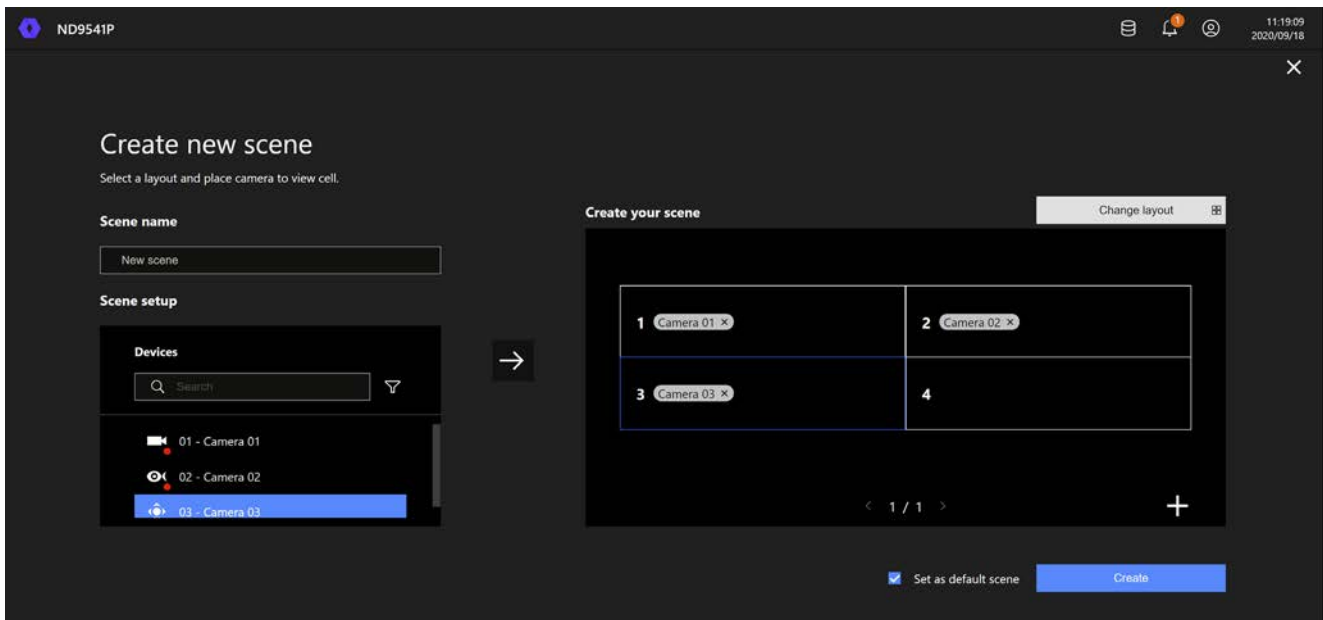 ND9541P
1
11:19:09
2020/09/18
Create new scene
Select a layout and place camera to view cell.
Scene name
New scene
Scene setup
Devices
Search
01 - Camera 01
02 - Camera 02
03 - Camera 03
Create your scene
Change layout
1 Camera 01 ×
2 Camera 02 ×
3 Camera 03 ×
4
< 1 / 1 >
Set as default scene
Create